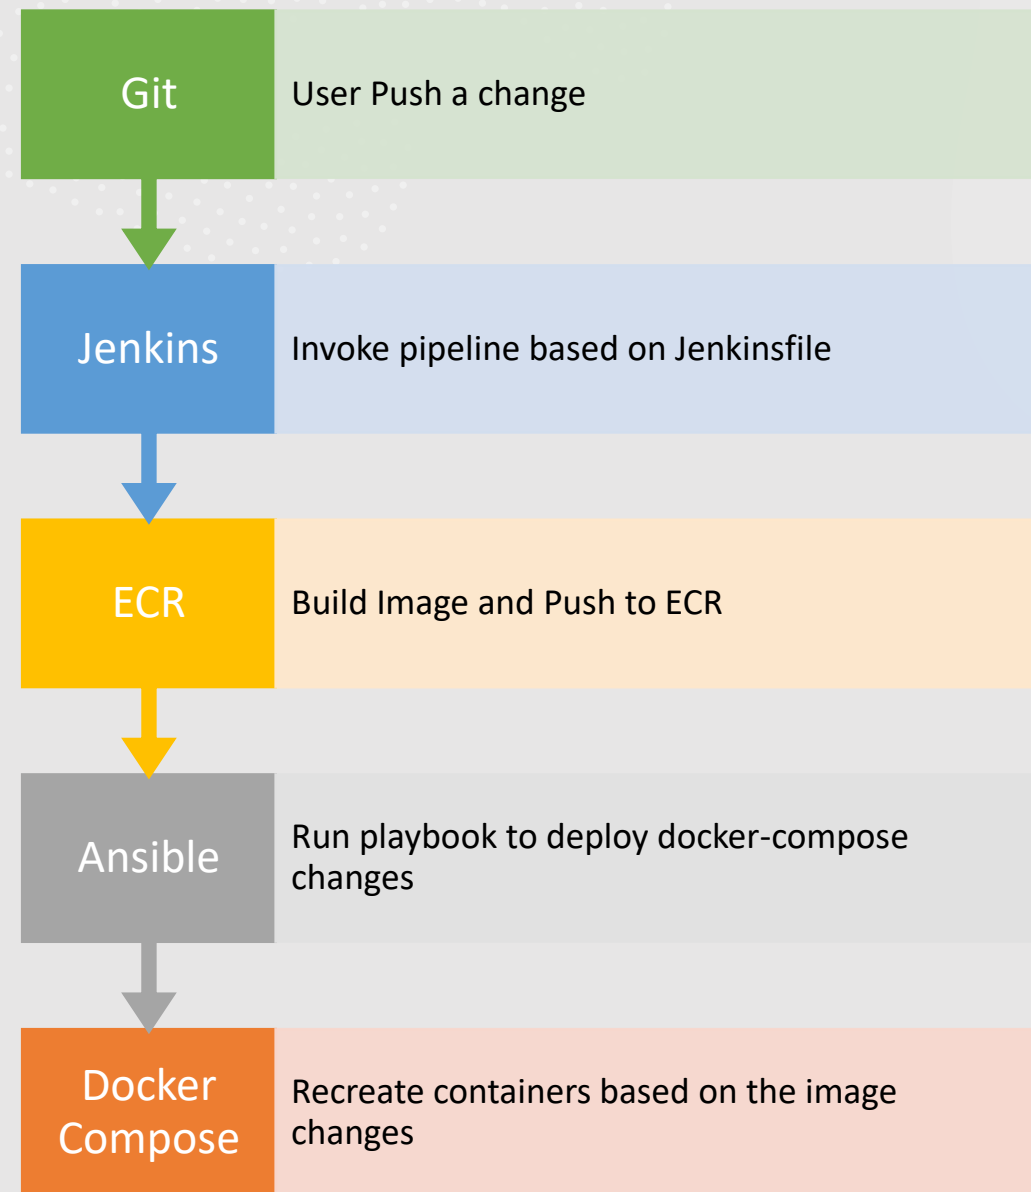 Git
User Push a change
Jenkins
Invoke pipeline based on Jenkinsfile
ECR
Build Image and Push to ECR
Ansible
Run playbook to deploy docker-compose
changes
Docker
Compose
Recreate containers based on the image
changes